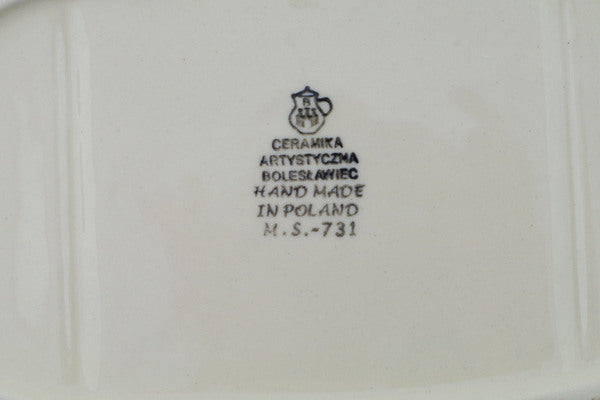 CERAMIKA
ARTYSTYCZNA
BOLESŁAWIEC
HAND MADE
IN POLAND
M.S.-731